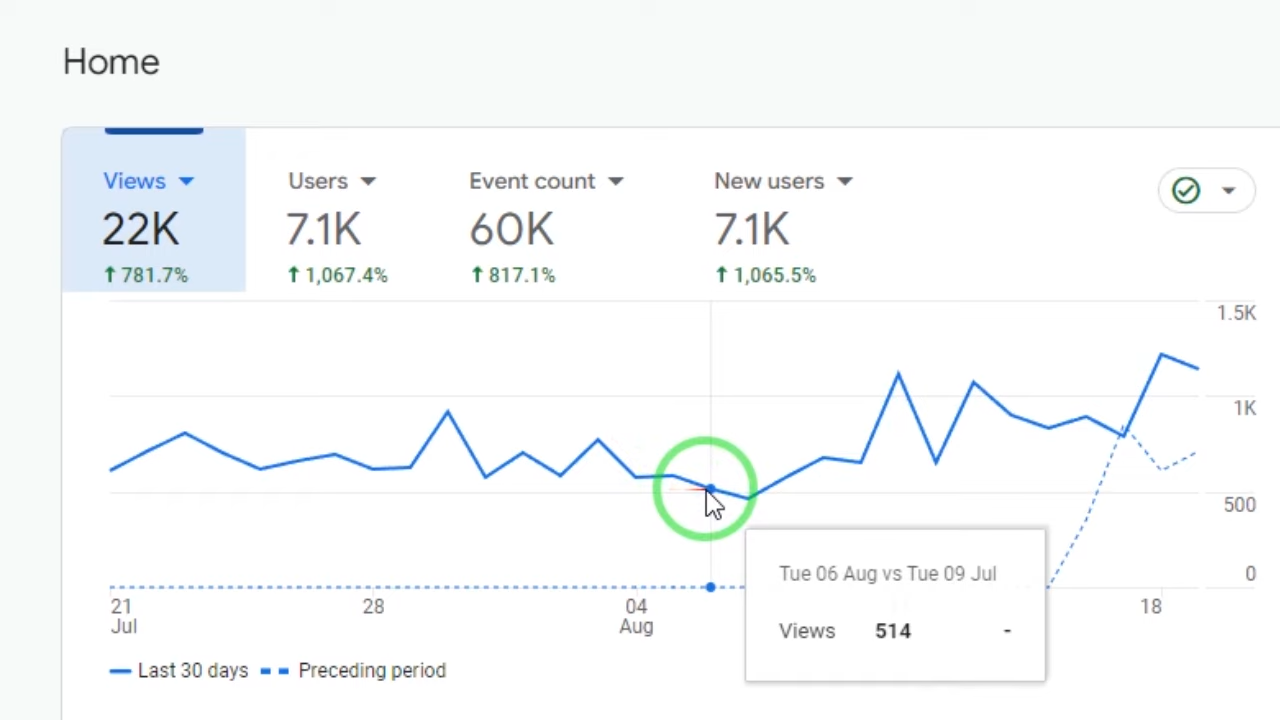 Home
Views Users Event count New users
22K 7.1K 60K 7.1K
781.7% 1,067.4% 817.1% 1,065.5%
1.5K
1K
500
0
Tue 06 Aug vs Tue 09 Jul
Views 514 -
21 28 04 18
Jul Aug
Last 30 days Preceding period